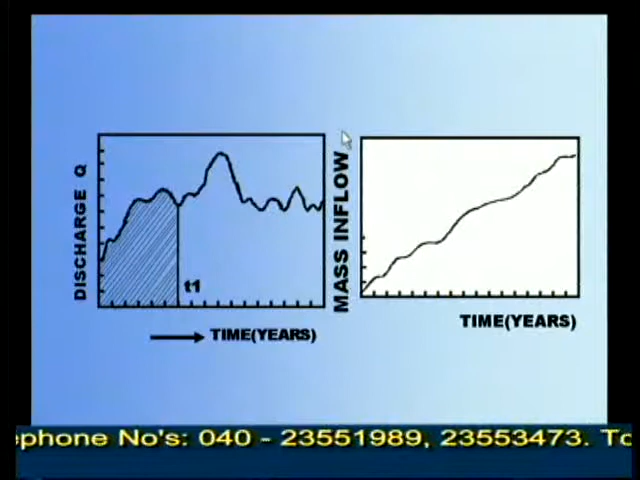 DISCHARGE Q
t1
TIME(YEARS)
MASS INFLOW
TIME(YEARS)
ephone No's: 040 - 23551989, 23553473. To